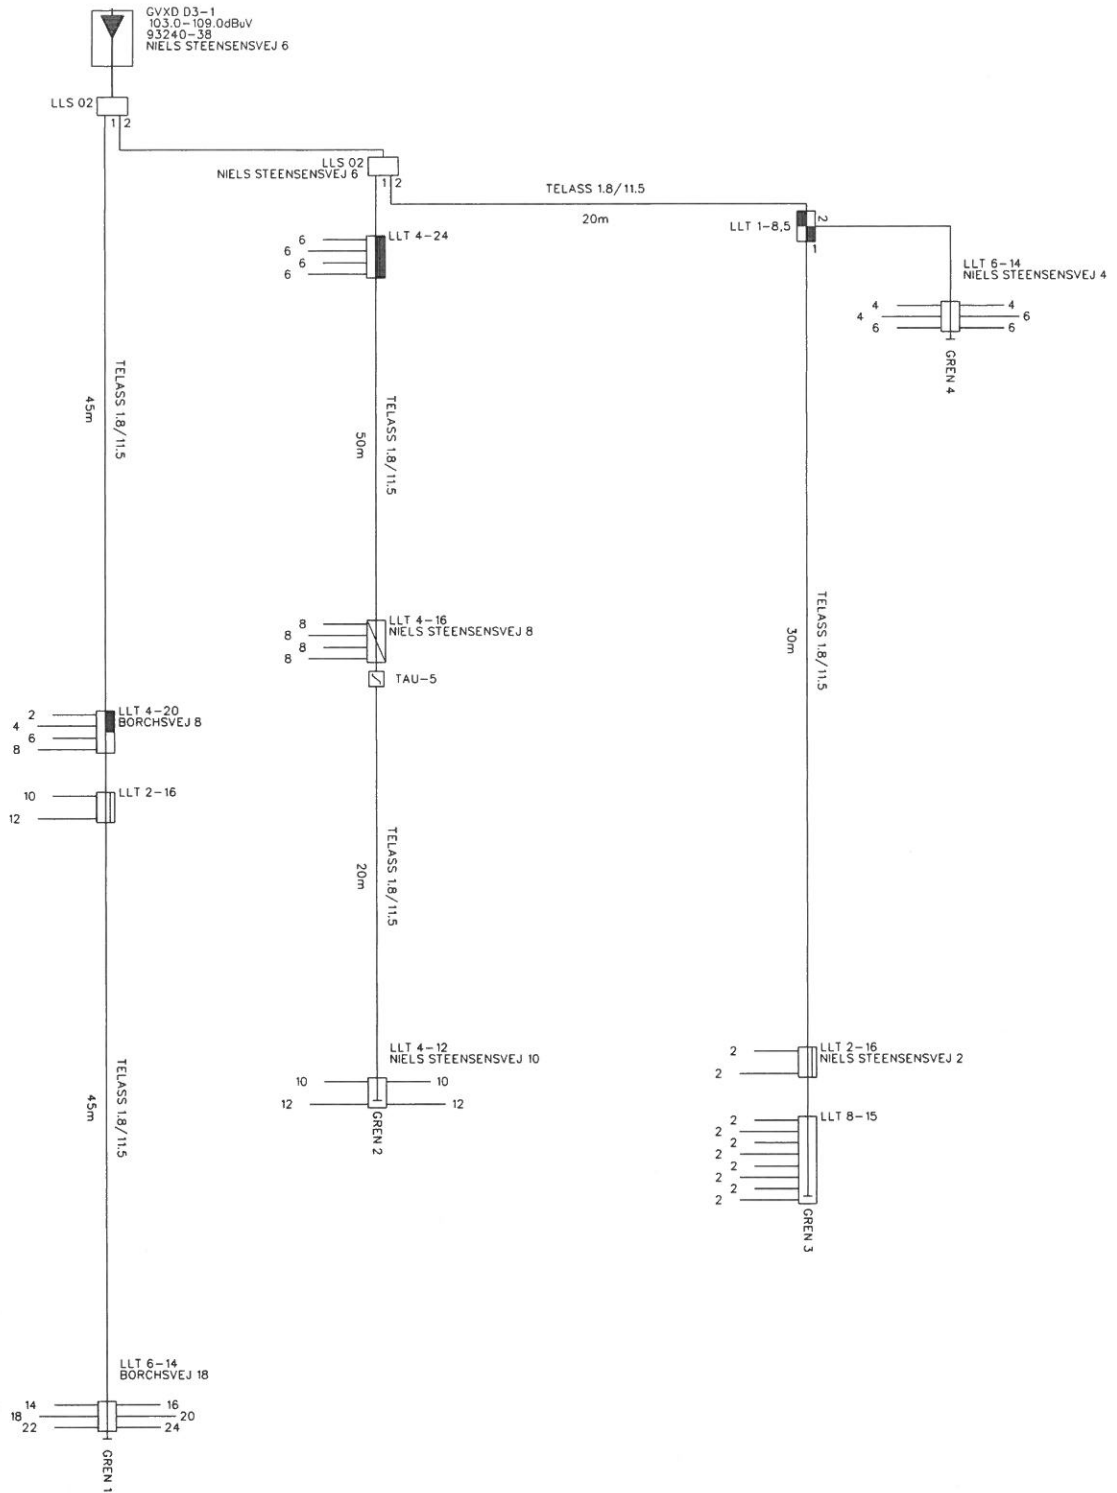 GVXD D3-1
103.0-109.0dBuV
93240-38
NIELS STEENSENSVEJ 6
LLS 02
1 2
LLS 02
NIELS STEENSENSVEJ 6
1 2
TELASS 1.8/11.5
20m
LLT 1-8,5
2
1
LLT 4-24
6
6
6
6
LLT 6-14
NIELS STEENSENSVEJ 4
4
4
6
4
6
6
GREN 4
TELASS 1.8/11.5
45m
TELASS 1.8/11.5
50m
TELASS 1.8/11.5
30m
LLT 4-16
NIELS STEENSENSVEJ 8
8
8
8
8
TAU-5
LLT 4-20
BORCHSVEJ 8
2
4
6
8
LLT 2-16
10
12
TELASS 1.8/11.5
20m
LLT 4-12
NIELS STEENSENSVEJ 10
10
12
10
12
GREN 2
LLT 2-16
NIELS STEENSENSVEJ 2
2
2
LLT 8-15
2
2
2
2
2
2
2
2
GREN 3
TELASS 1.8/11.5
45m
LLT 6-14
BORCHSVEJ 18
14
18
22
16
20
24
GREN 1